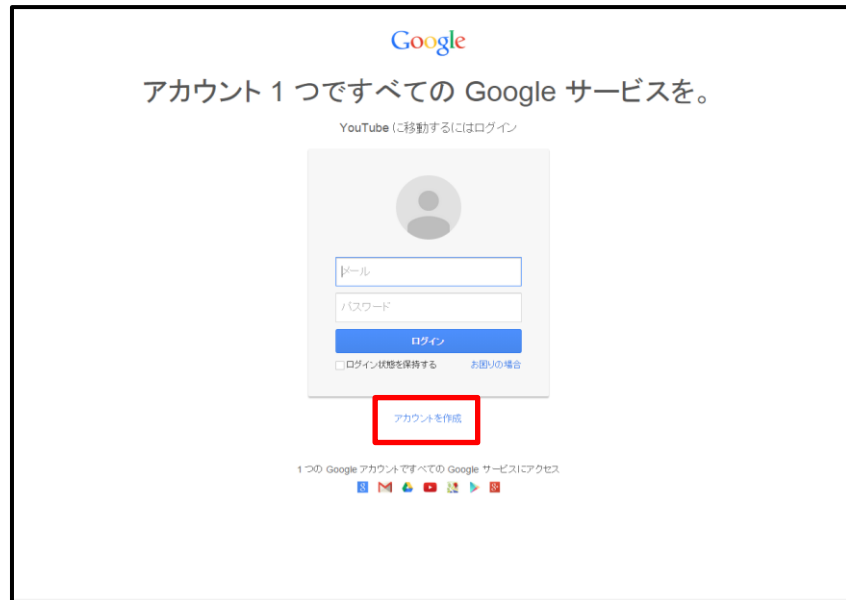 Google
アカウント 1 つですべての Google サービスを。
YouTube に移動するにはログイン
メール
パスワード
ログイン
ログイン状態を保持する お困りの場合
アカウントを作成
1 つの Google アカウントですべての Google サービスにアクセス